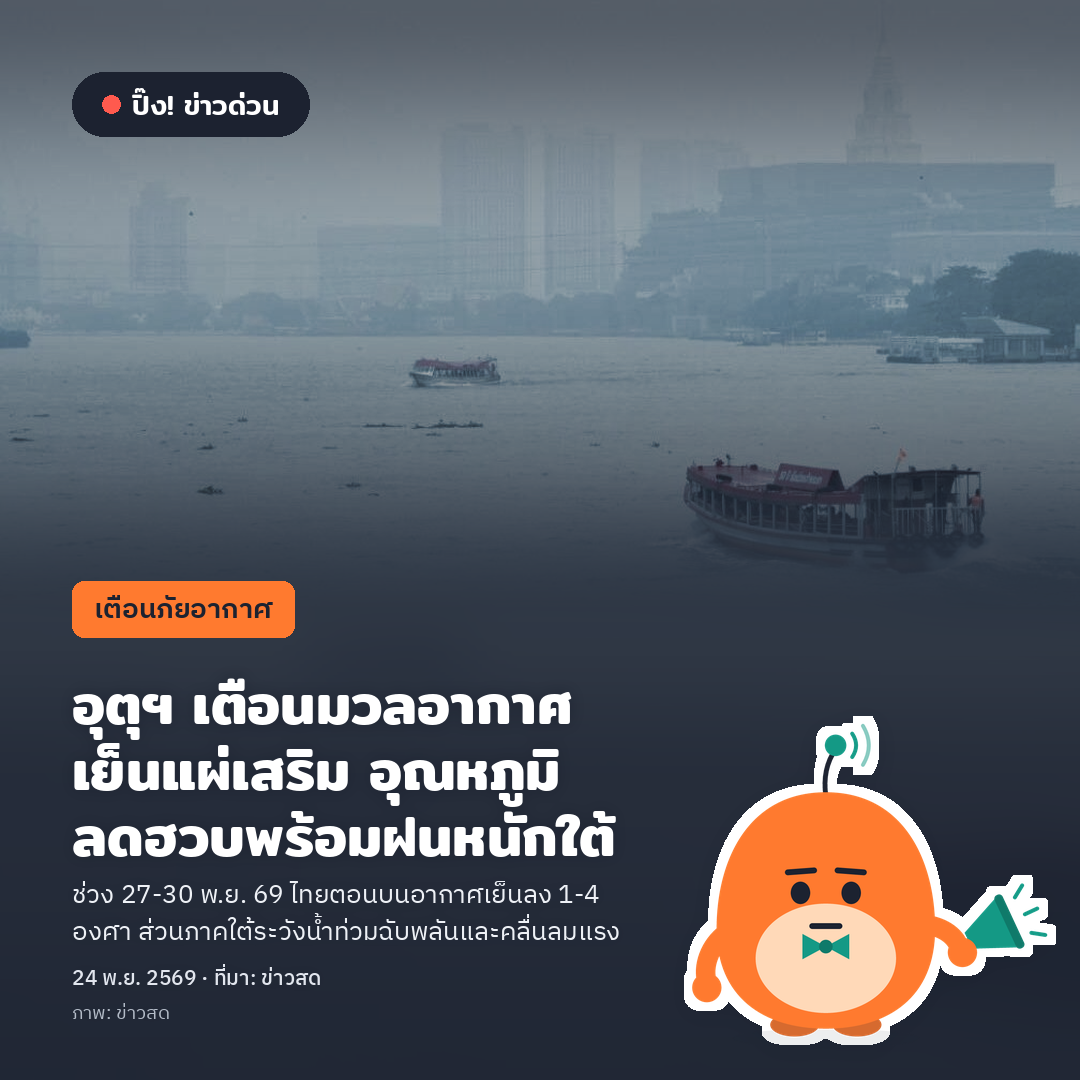 ปิ๊ง! ข่าวด่วน
เตือนภัยอากาศ
อุตุฯ เตือนมวลอากาศ
เย็นแผ่เสริม อุณหภูมิ
ลดฮวบพร้อมฝนหนักใต้
ช่วง 27-30 พ.ย. 69 ไทยตอนบนอากาศเย็นลง 1-4
องศา ส่วนภาคใต้ระวังน้ำท่วมฉับพลันและคลื่นลมแรง
24 พ.ย. 2569 · ที่มา: ข่าวสด
ภาพ: ข่าวสด